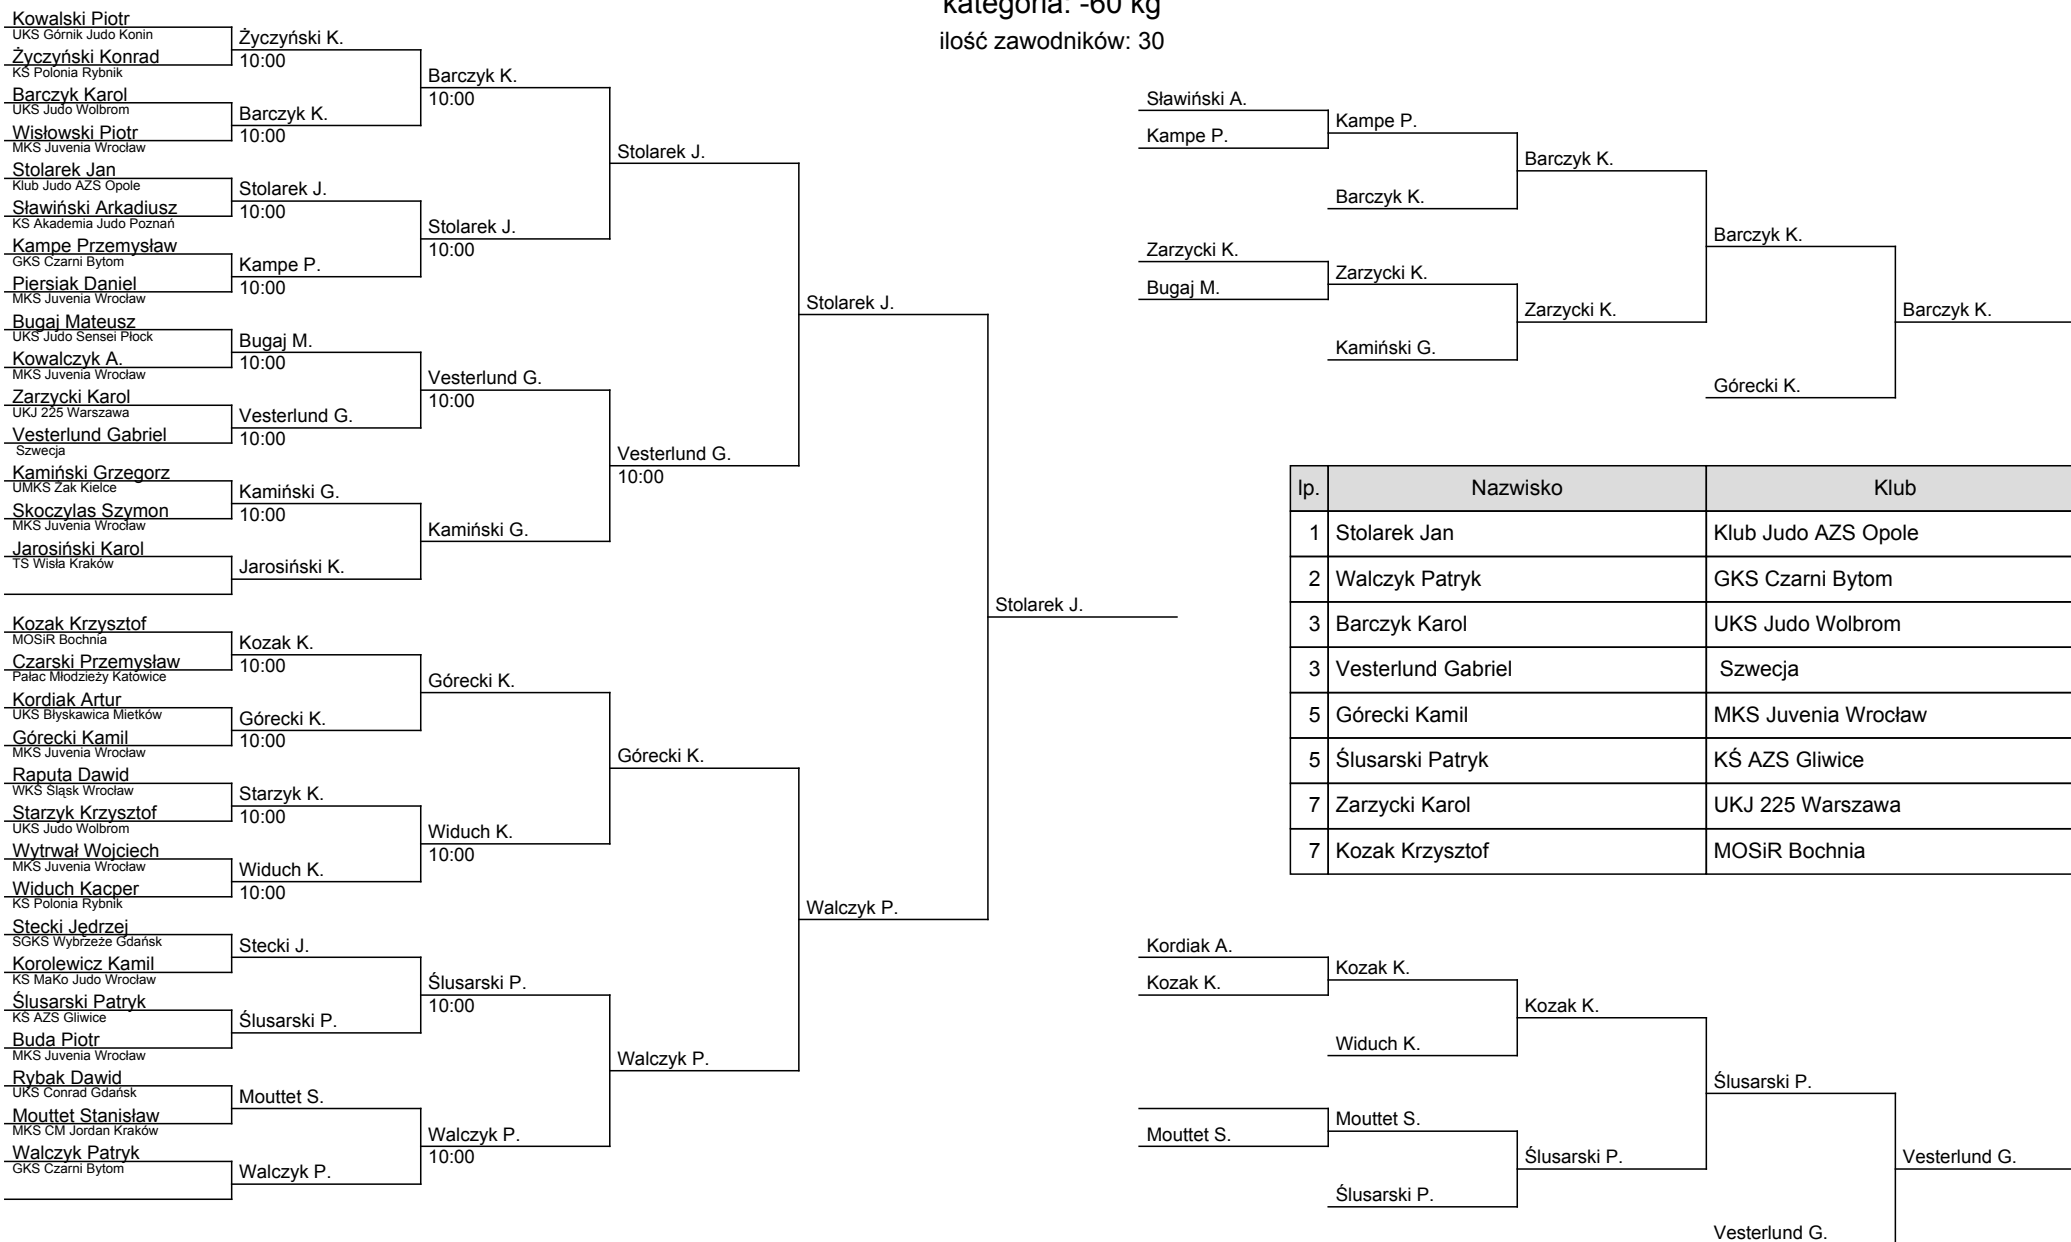 kategoria: -60 kg
ilość zawodników: 30
Kowalski Piotr
UKS Górnik Judo Konin
Życzyński Konrad
KS Polonia Rybnik
Barczyk Karol
UKS Judo Wolbrom
Wisłowski Piotr
MKS Juvenia Wrocław
Stolarek Jan
Klub Judo AZS Opole
Sławiński Arkadiusz
KS Akademia Judo Poznań
Kampe Przemysław
GKS Czarni Bytom
Piersiak Daniel
MKS Juvenia Wrocław
Bugaj Mateusz
UKS Judo Sensei Płock
Kowalczyk A.
MKS Juvenia Wrocław
Zarzycki Karol
UKJ 225 Warszawa
Vesterlund Gabriel
Szwecja
Kamiński Grzegorz
UMKS Żak Kielce
Skoczylas Szymon
MKS Juvenia Wrocław
Jarosiński Karol
TS Wisła Kraków
Kozak Krzysztof
MOSiR Bochnia
Czarski Przemysław
Pałac Młodzieży Katowice
Kordiak Artur
UKS Błyskawica Mietków
Górecki Kamil
MKS Juvenia Wrocław
Raputa Dawid
WKS Śląsk Wrocław
Starzyk Krzysztof
UKS Judo Wolbrom
Wytrwał Wojciech
MKS Juvenia Wrocław
Widuch Kacper
KS Polonia Rybnik
Stecki Jędrzej
SGKS Wybrzeże Gdańsk
Korolewicz Kamil
KS MaKo Judo Wrocław
Ślusarski Patryk
KŚ AZS Gliwice
Buda Piotr
MKS Juvenia Wrocław
Rybak Dawid
UKS Conrad Gdańsk
Mouttet Stanisław
MKS CM Jordan Kraków
Walczyk Patryk
GKS Czarni Bytom
Życzyński K.
10:00
Barczyk K.
10:00
Stolarek J.
10:00
Kampe P.
10:00
Bugaj M.
10:00
Vesterlund G.
10:00
Kamiński G.
10:00
Jarosiński K.
Kozak K.
10:00
Górecki K.
10:00
Starzyk K.
10:00
Widuch K.
10:00
Stecki J.
Ślusarski P.
Mouttet S.
Walczyk P.
Barczyk K.
10:00
Stolarek J.
10:00
Vesterlund G.
10:00
Kamiński G.
Górecki K.
Widuch K.
10:00
Ślusarski P.
10:00
Walczyk P.
10:00
Stolarek J.
Vesterlund G.
10:00
Górecki K.
Walczyk P.
Stolarek J.
Walczyk P.
Stolarek J.
Sławiński A.
Kampe P.
Zarzycki K.
Bugaj M.
Kampe P.
Barczyk K.
Zarzycki K.
Kamiński G.
Barczyk K.
Zarzycki K.
Barczyk K.
Górecki K.
Barczyk K.
lp. Nazwisko Klub
1 Stolarek Jan Klub Judo AZS Opole
2 Walczyk Patryk GKS Czarni Bytom
3 Barczyk Karol UKS Judo Wolbrom
3 Vesterlund Gabriel Szwecja
5 Górecki Kamil MKS Juvenia Wrocław
5 Ślusarski Patryk KŚ AZS Gliwice
7 Zarzycki Karol UKJ 225 Warszawa
7 Kozak Krzysztof MOSiR Bochnia
Kordiak A.
Kozak K.
Mouttet S.
Kozak K.
Widuch K.
Mouttet S.
Ślusarski P.
Kozak K.
Ślusarski P.
Ślusarski P.
Vesterlund G.
Vesterlund G.